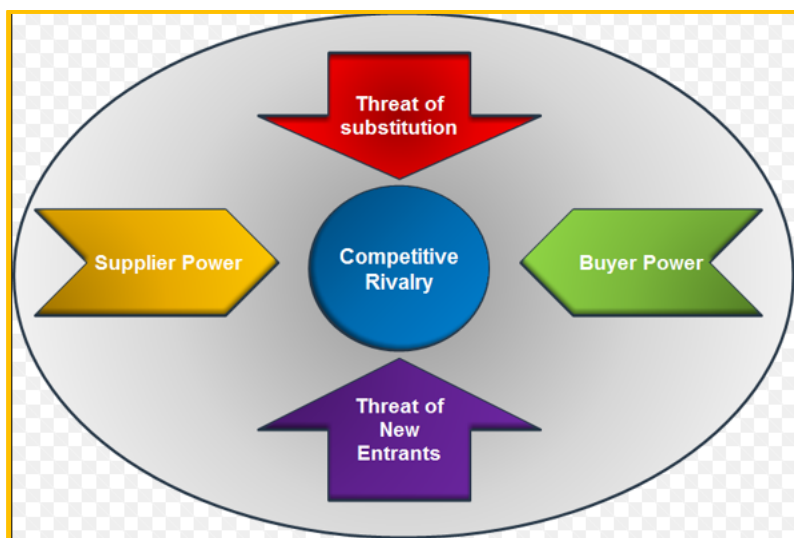 Threat of
substitution
Supplier Power
Competitive
Rivalry
Buyer Power
Threat of
New
Entrants